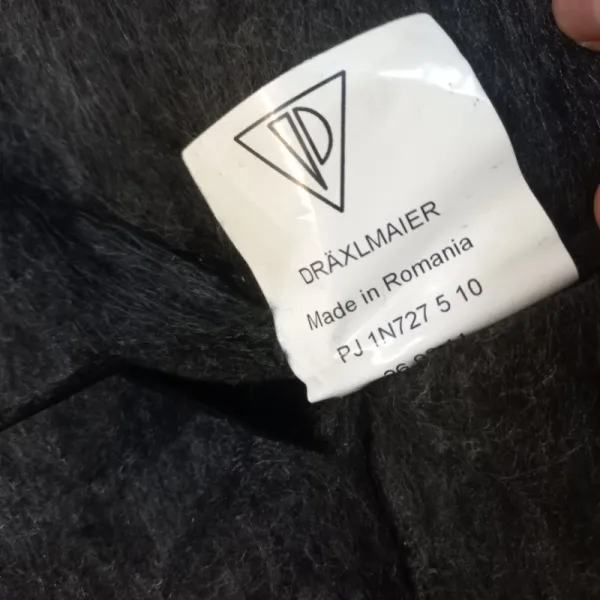 D
DRÄXLMAIER
Made in Romania
PJ 1N727 5 10